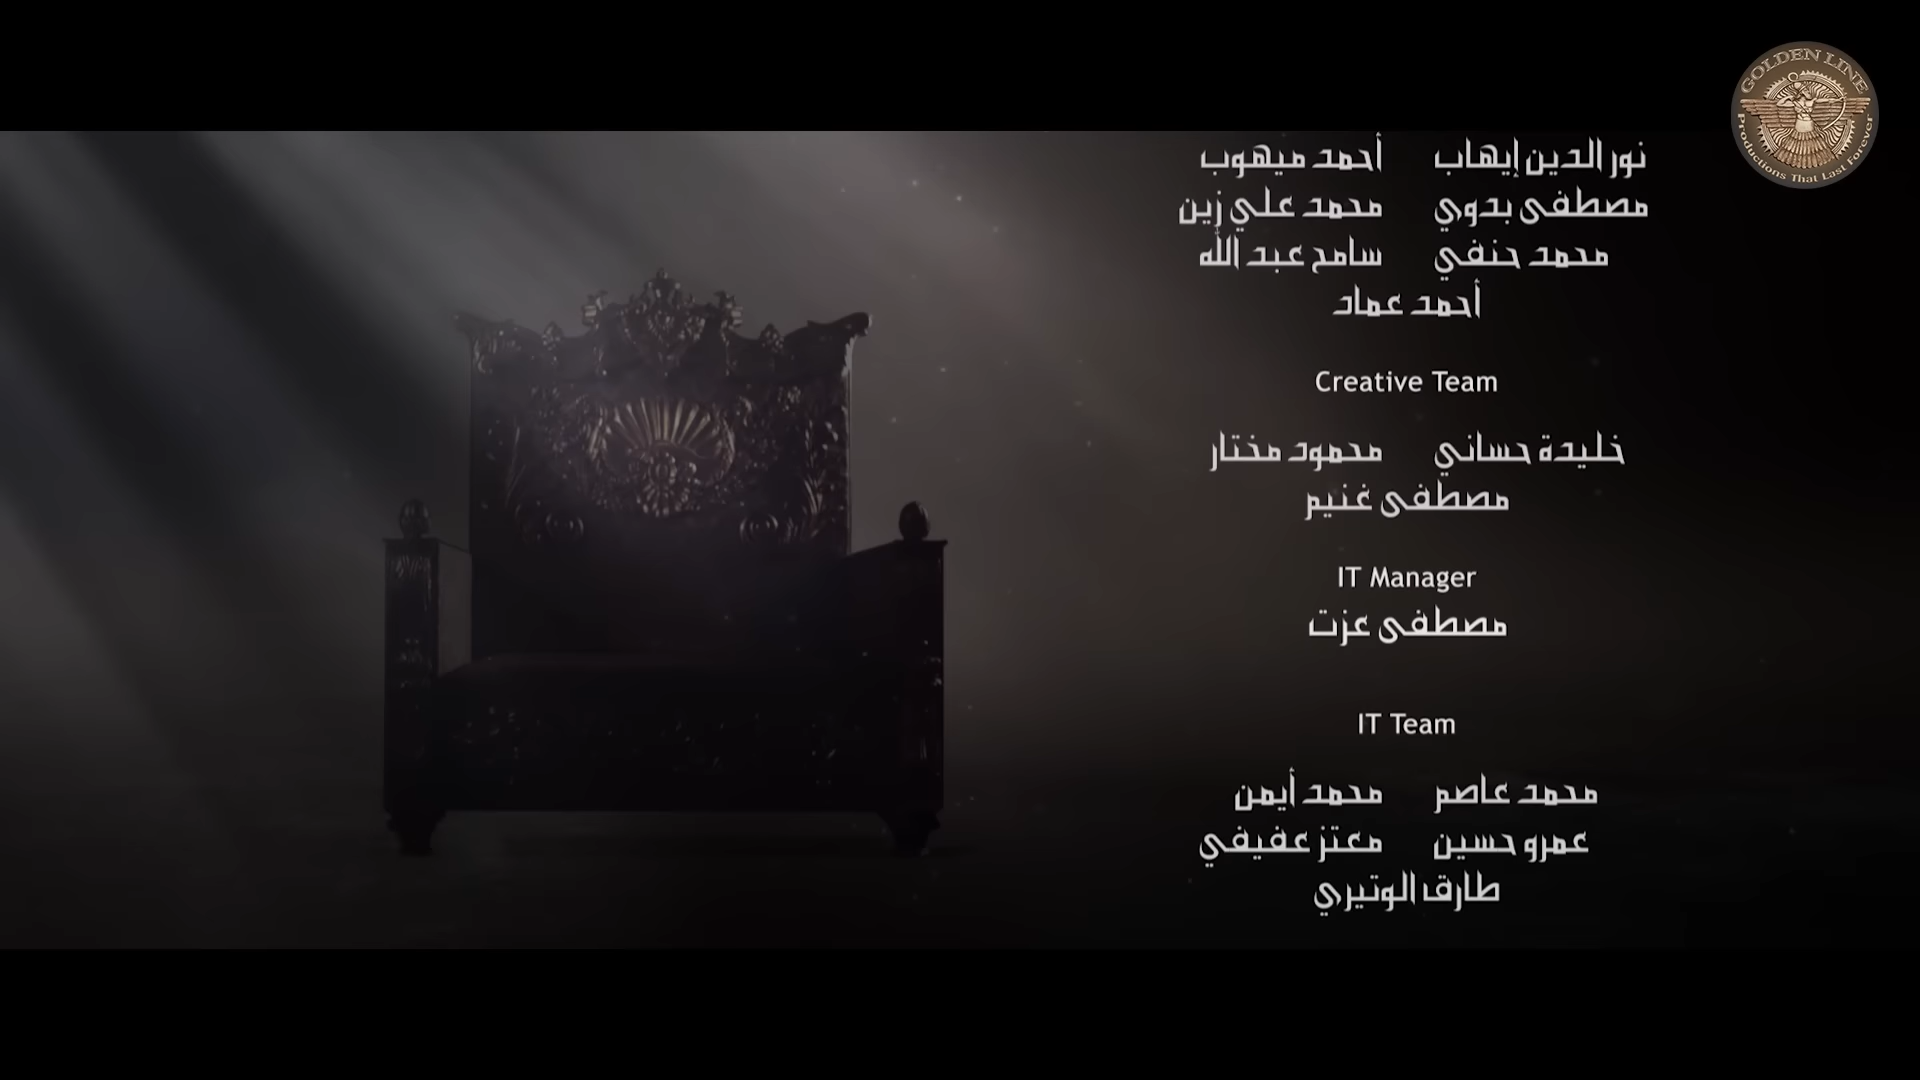 GOLDEN LINE
Productions That Last Forever
نور الدين إيهاب أحمد ميهوب
مصطفى بدوي محمد علي زين
محمد حنفي سامح عبد الله
أحمد عماد
Creative Team
خليدة حساني محمود مختار
مصطفى غنيم
IT Manager
مصطفى عزت
IT Team
محمد عاصم محمد أيمن
عمرو حسين معتز عفيفي
طارق الوتيري